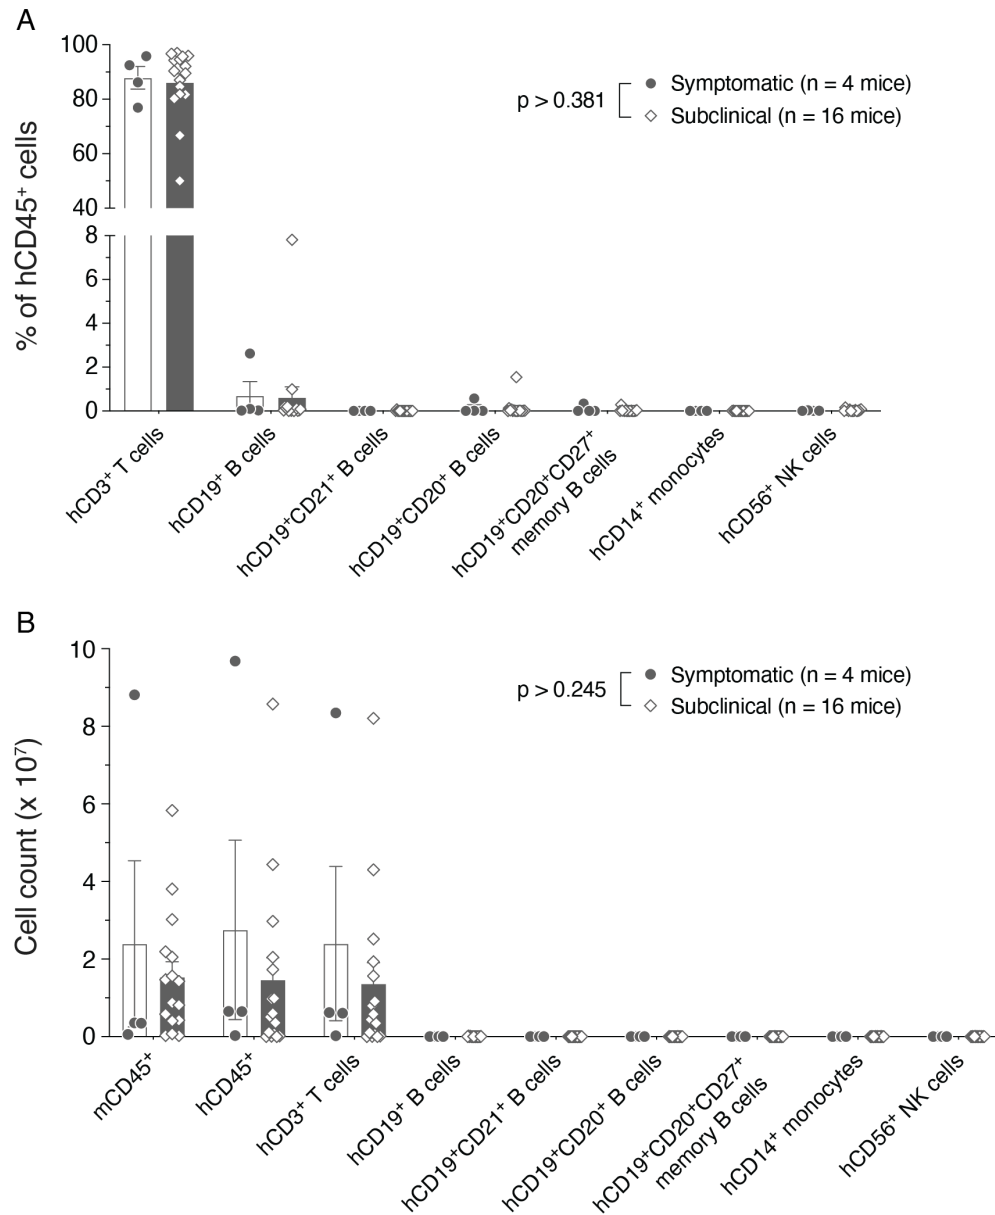 A
% of hCD45⁺ cells
100
80
60
40
8
6
4
2
0
p > 0.381
Symptomatic (n = 4 mice)
Subclinical (n = 16 mice)
hCD3⁺ T cells
hCD19⁺ B cells
hCD19⁺CD21⁺ B cells
hCD19⁺CD20⁺ B cells
hCD19⁺CD20⁺CD27⁺
memory B cells
hCD14⁺ monocytes
hCD56⁺ NK cells
B
Cell count (x 10⁷)
10
8
6
4
2
0
p > 0.245
Symptomatic (n = 4 mice)
Subclinical (n = 16 mice)
mCD45⁺
hCD45⁺
hCD3⁺ T cells
hCD19⁺ B cells
hCD19⁺CD21⁺ B cells
hCD19⁺CD20⁺ B cells
hCD19⁺CD20⁺CD27⁺
memory B cells
hCD14⁺ monocytes
hCD56⁺ NK cells